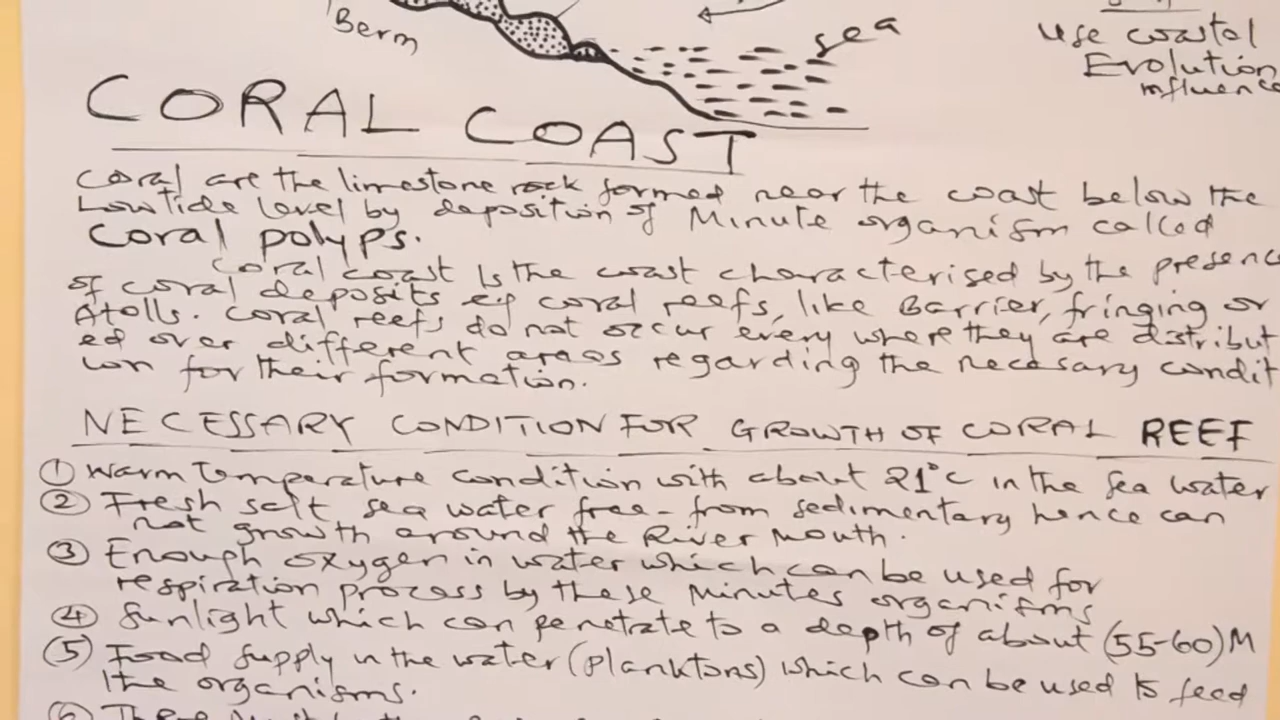 Berm
sea
Use coastal
Evolution
influence
CORAL COAST
Coral are the limestone rock formed near the coast below the
Low Tide level by deposition of Minute organism called
Coral polyps.
Coral coast Is the coast characterised by the presenc
of coral deposits eg coral reefs, like Barrier, fringing or
Atolls. Coral reefs do not occur every where they are distribut
ed over different areas regarding the necesary condit
ion for their formation.
NECESSARY CONDITION FOR GROWTH OF CORAL REEF
① Warm temperature condition with about 21°c in the sea water
② Fresh salt sea water free-from sedimentary hence can
not growth around the River mouth.
③ Enough oxygen in water which can be used for
respiration process by these Minutes organisms
④ Sunlight which can penetrate to a depth of about (55-60)M
⑤ Food Supply in the water (planktons) which can be used to feed
the organisms.
⑥